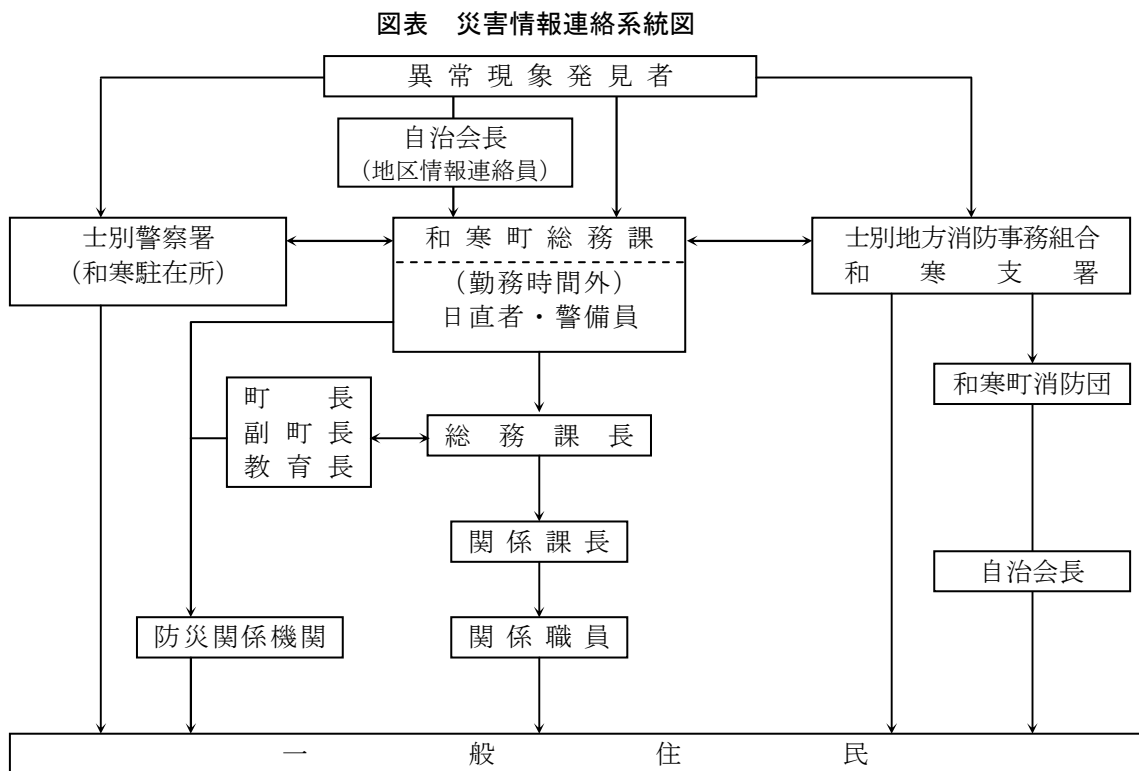 図表　災害情報連絡系統図
異常現象発見者
自治会長
（地区情報連絡員）
士別警察署
（和寒駐在所）
和寒町総務課
（勤務時間外）
日直者・警備員
士別地方消防事務組合
和寒支署
町長
副町長
教育長
総務課長
和寒町消防団
関係課長
自治会長
防災関係機関
関係職員
一般住民